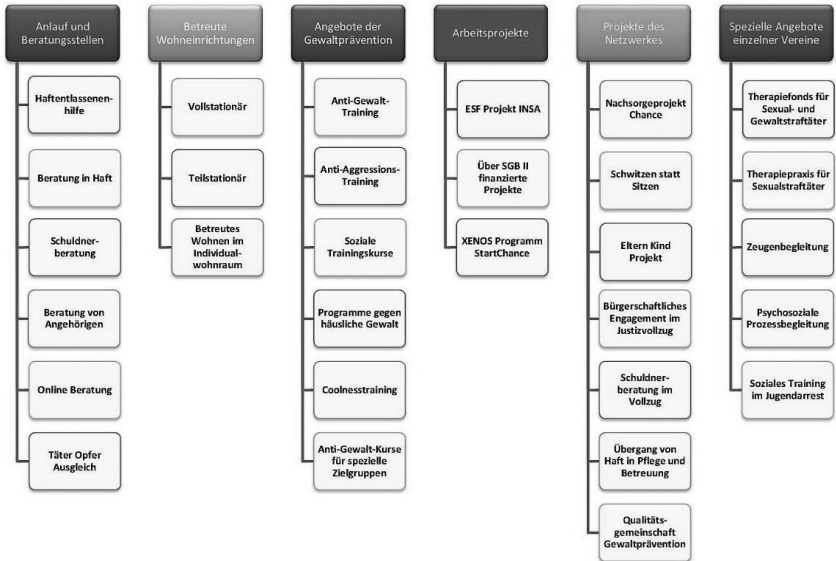 Anlauf und
Beratungsstellen
Haftentlassenen-
hilfe
Beratung in Haft
Schuldner-
beratung
Beratung von
Angehörigen
Online Beratung
Täter Opfer
Ausgleich
Betreute
Wohneinrichtungen
Vollstationär
Teilstationär
Betreutes
Wohnen im
Individual-
wohnraum
Angebote der
Gewaltprävention
Anti-Gewalt-
Training
Anti-Aggressions-
Training
Soziale
Trainingskurse
Programme gegen
häusliche Gewalt
Coolnesstraining
Anti-Gewalt-Kurse
für spezielle
Zielgruppen
Arbeitsprojekte
ESF Projekt INSA
Über SGB II
finanzierte
Projekte
XENOS Programm
StartChance
Projekte des
Netzwerkes
Nachsorgeprojekt
Chance
Schwitzen statt
Sitzen
Eltern Kind
Projekt
Bürgerschaftliches
Engagement im
Justizvollzug
Schuldner-
beratung im
Vollzug
Übergang von
Haft in Pflege und
Betreuung
Qualitäts-
gemeinschaft
Gewaltprävention
Spezielle Angebote
einzelner Vereine
Therapiefonds für
Sexual- und
Gewaltstraftäter
Therapiepraxis für
Sexualstraftäter
Zeugenbegleitung
Psychosoziale
Prozessbegleitung
Soziales Training
im Jugendarrest